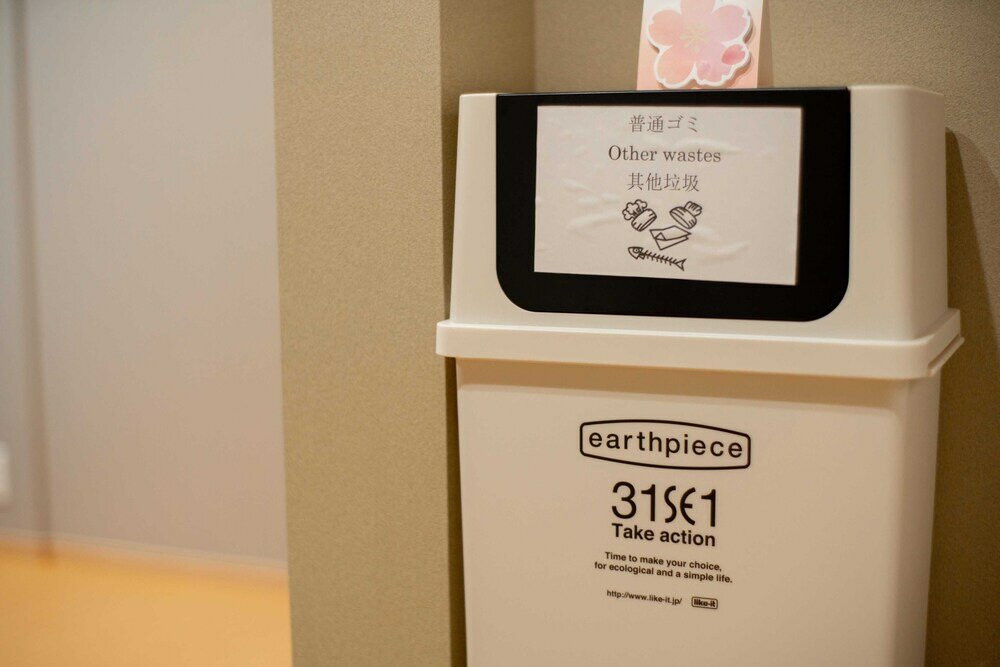 普通ゴミ
Other wastes
其他垃圾
earthpiece
31SE1
Take action
Time to make your choice,
for ecological and a simple life.
http://www.like-it.jp/ like-it